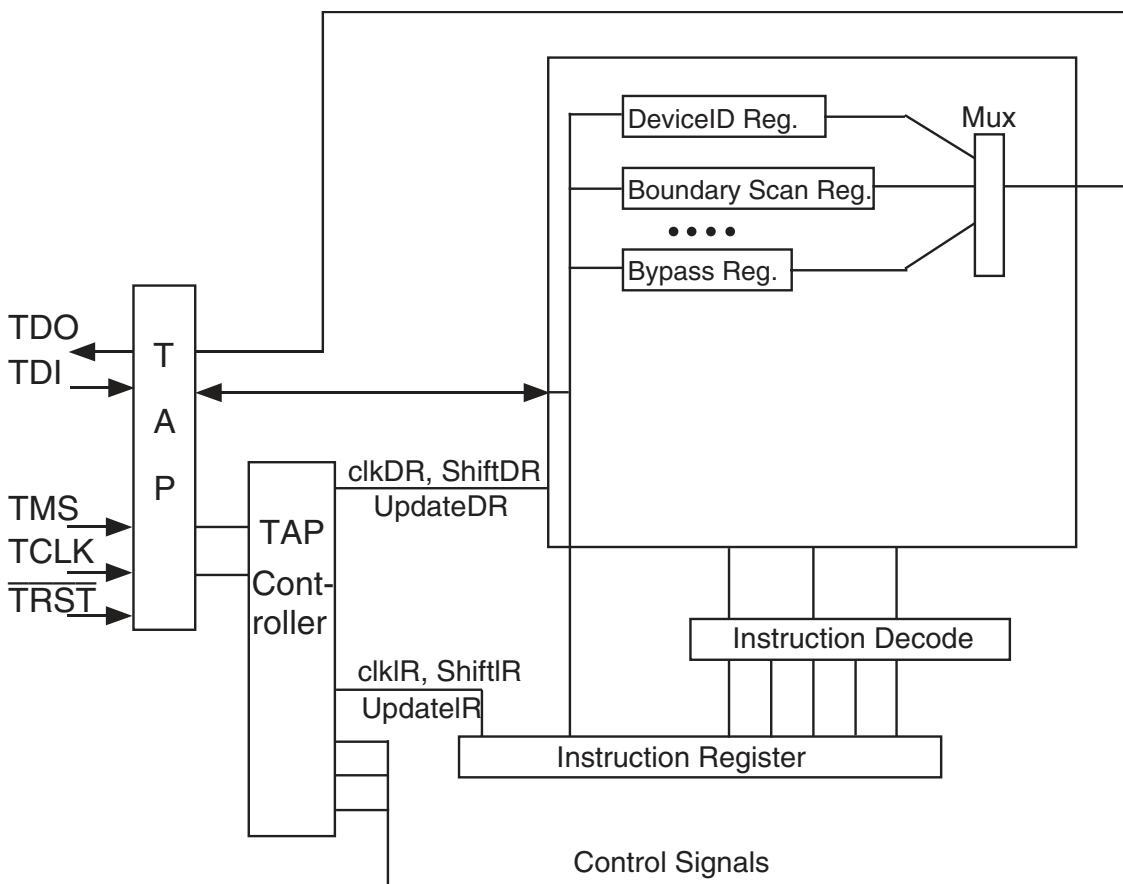 DeviceID Reg.
Mux
Boundary Scan Reg.
Bypass Reg.
TDO
TDI
T
A
P
TMS
TCLK
TRST
TAP
Cont-
roller
clkDR, ShiftDR
UpdateDR
Instruction Decode
clkIR, ShiftIR
UpdateIR
Instruction Register
Control Signals